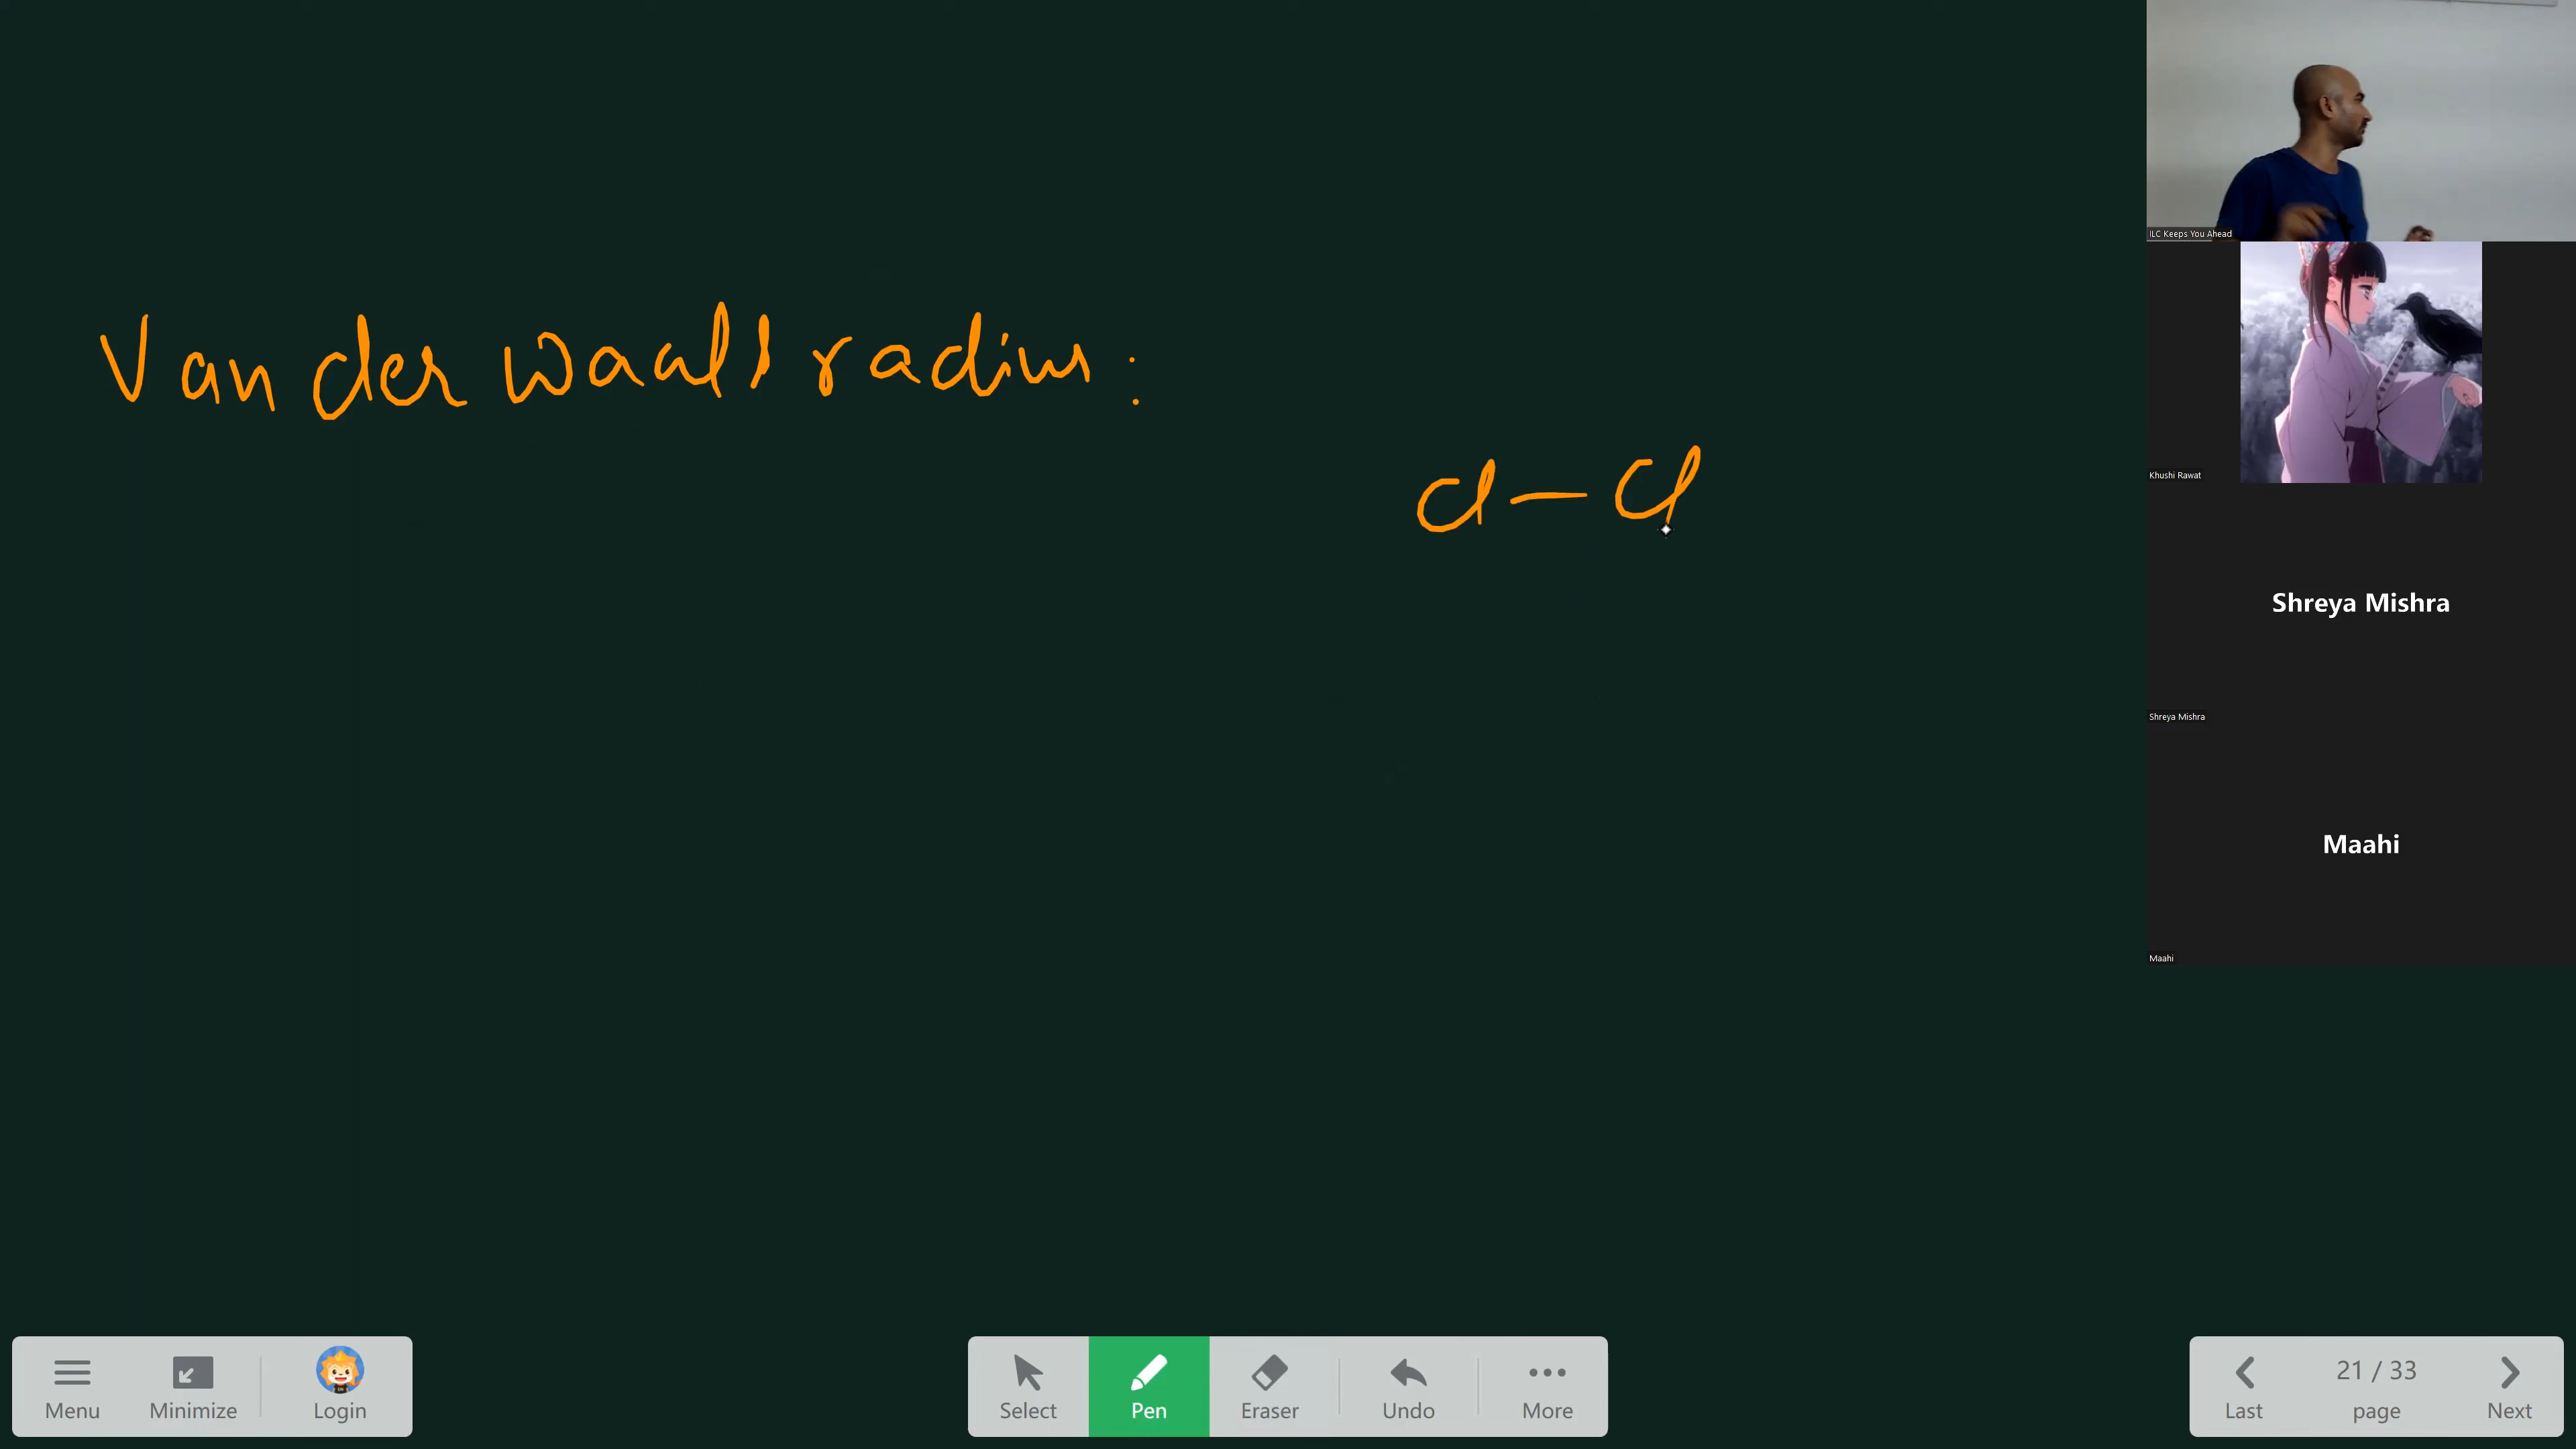 Van der Waals radius :
Cl – Cl
ILC Keeps You Ahead
Khushi Rawat
Shreya Mishra
Shreya Mishra
Maahi
Maahi
Menu Minimize Login Select Pen Eraser Undo More Last 21 / 33 page Next